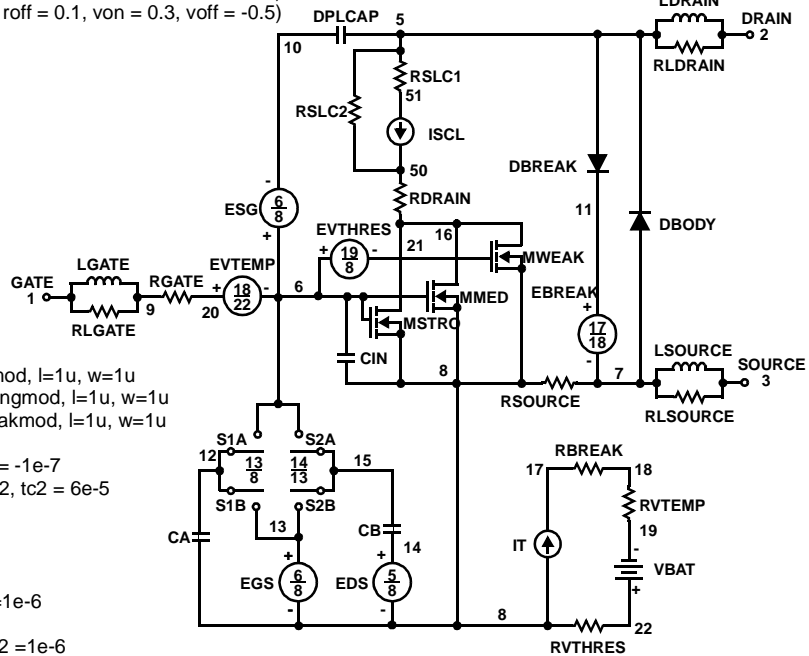 roff = 0.1, von = 0.3, voff = -0.5)
LDRAIN
DPLCAP
5
DRAIN
2
10
RLDRAIN
RSLC1
51
RSLC2
ISCL
50
DBREAK
RDRAIN
11
DBODY
ESG
6
8
-
+
EVTHRES
16
21
+
19
8
-
MWEAK
LGATE
EVTEMP
GATE
1
RGATE
+
18
22
-
6
9
20
RLGATE
MMED
EBREAK
+
17
18
-
MSTRO
CIN
8
7
LSOURCE
SOURCE
3
RSOURCE
RLSOURCE
mod, l=1u, w=1u
ngmod, l=1u, w=1u
akmod, l=1u, w=1u
= -1e-7
2, tc2 = 6e-5
=1e-6
2 =1e-6
S1A
S2A
12
13
8
14
13
15
S1B
S2B
13
CA
CB
14
+
EGS
6
8
-
+
EDS
5
8
-
RBREAK
17
18
RVTEMP
19
IT
-
VBAT
+
8
22
RVTHRES